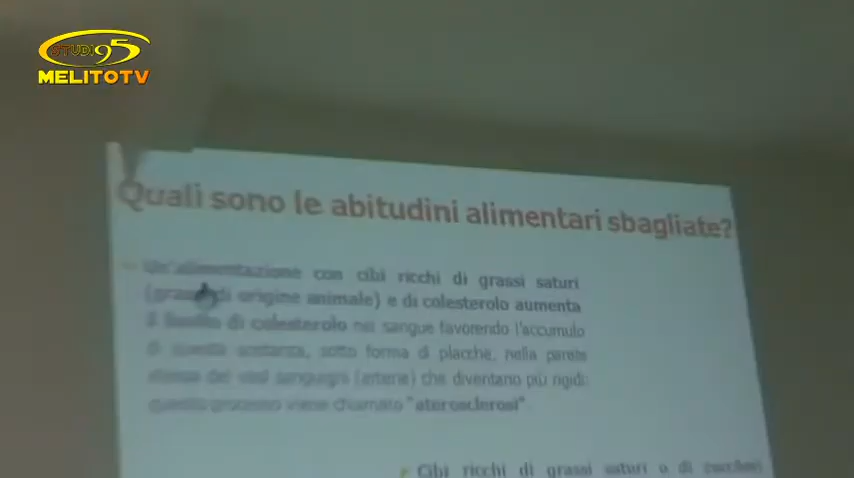 STUDIO95
MELITOTV
Quali sono le abitudini alimentari sbagliate?
Un'alimentazione con cibi ricchi di grassi saturi
(grassi di origine animale) e di colesterolo aumenta
il livello di colesterolo nel sangue favorendo l'accumulo
di questa sostanza, sotto forma di placche, nella parete
stessa dei vasi sanguigni (arterie) che diventano più rigidi:
questo processo viene chiamato "aterosclerosi"
Cibi ricchi di grassi saturi o di zuccheri